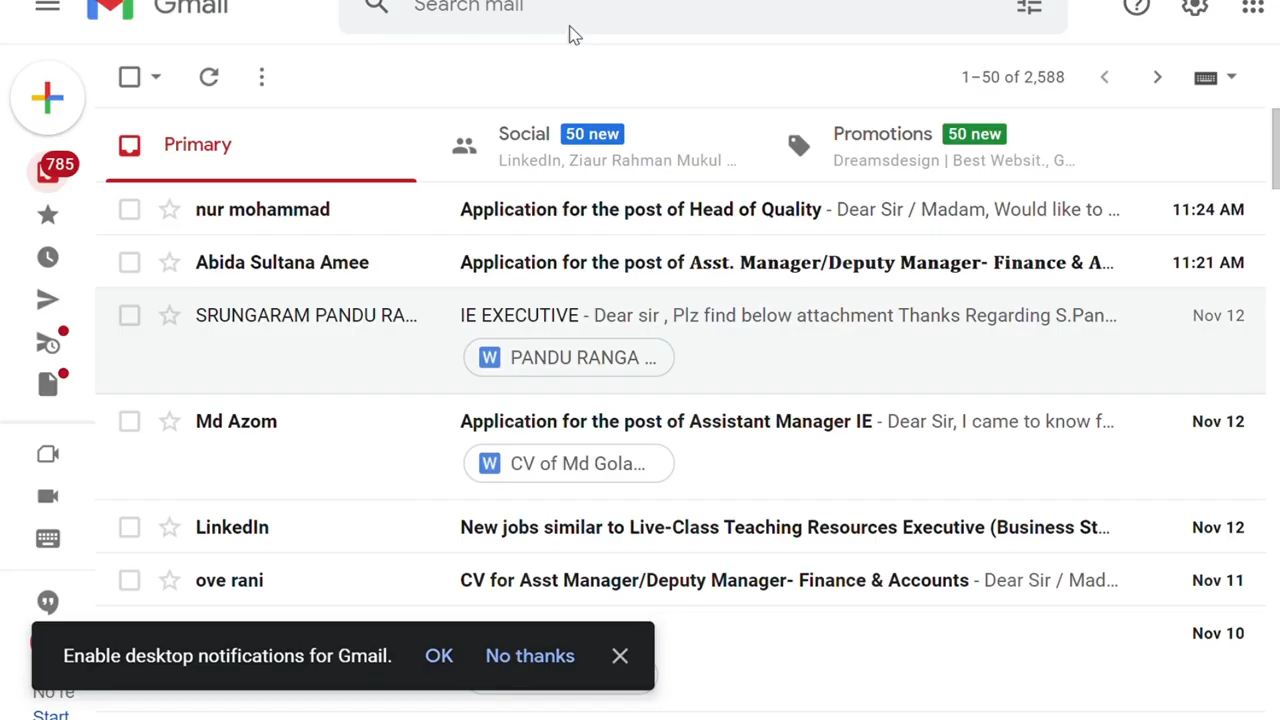 Gmail
Search mail
1–50 of 2,588
785
Primary
Social 50 new
LinkedIn, Ziaur Rahman Mukul ...
Promotions 50 new
Dreamsdesign | Best Websit., G...
nur mohammad Application for the post of Head of Quality - Dear Sir / Madam, Would like to ... 11:24 AM
Abida Sultana Amee Application for the post of Asst. Manager/Deputy Manager- Finance & A... 11:21 AM
SRUNGARAM PANDU RA... IE EXECUTIVE - Dear sir , Plz find below attachment Thanks Regarding S.Pan... Nov 12
W PANDU RANGA ...
Md Azom Application for the post of Assistant Manager IE - Dear Sir, I came to know f... Nov 12
W CV of Md Gola...
LinkedIn New jobs similar to Live-Class Teaching Resources Executive (Business St... Nov 12
ove rani CV for Asst Manager/Deputy Manager- Finance & Accounts - Dear Sir / Mad... Nov 11
Nov 10
Enable desktop notifications for Gmail. OK No thanks
No re
Start